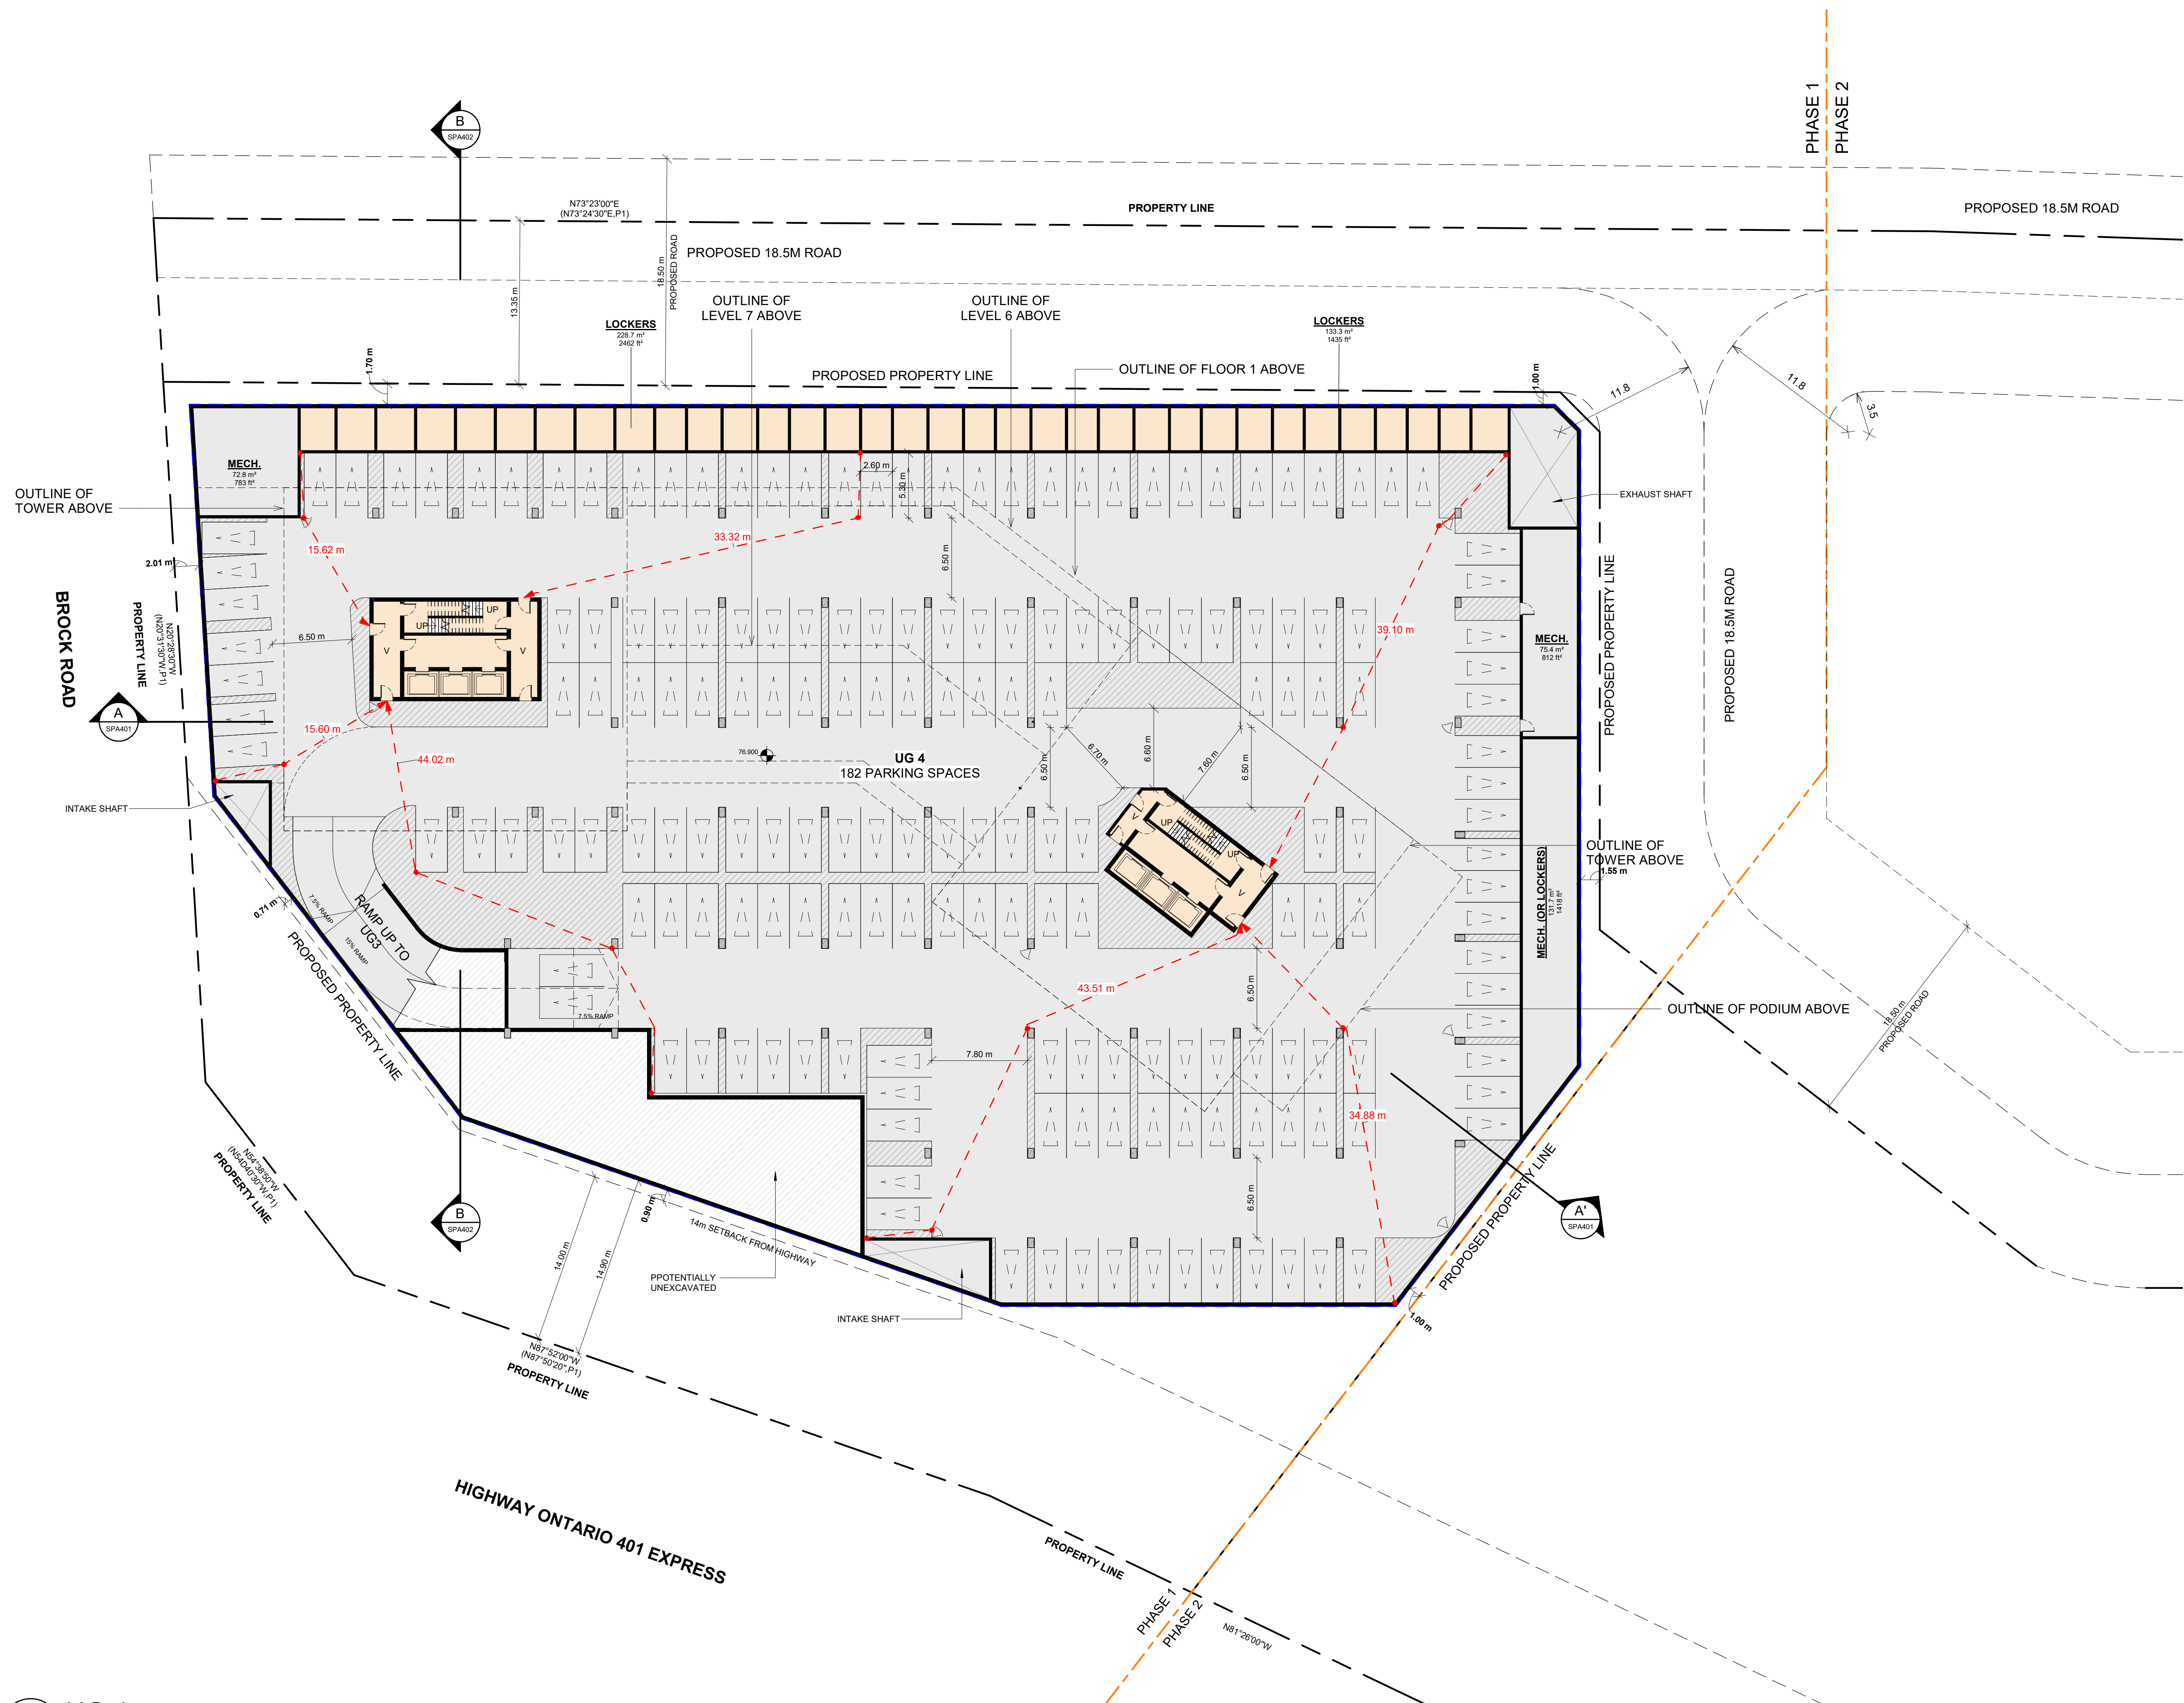 PHASE 1
PHASE 2
B
SPA402
N73°23'00"E
(N73°24'30"E,P1)
PROPERTY LINE
PROPOSED 18.5M ROAD
PROPOSED 18.5M ROAD
13.35 m
18.50 m
PROPOSED ROAD
OUTLINE OF
LEVEL 7 ABOVE
OUTLINE OF
LEVEL 6 ABOVE
LOCKERS
228.7 m²
2462 ft²
LOCKERS
133.3 m²
1435 ft²
1.70 m
PROPOSED PROPERTY LINE
OUTLINE OF FLOOR 1 ABOVE
1.00 m
11.8
11.8
3.5
MECH.
72.8 m²
783 ft²
2.60 m
5.30 m
OUTLINE OF
TOWER ABOVE
EXHAUST SHAFT
15.62 m
33.32 m
6.50 m
2.01 m
BROCK ROAD
PROPERTY LINE
N20°28'30"W
(N20°31'30"W,P1)
6.50 m
UP
UP
V
V
39.10 m
MECH.
75.4 m²
812 ft²
PROPOSED PROPERTY LINE
PROPOSED 18.5M ROAD
A
SPA401
15.60 m
44.02 m
76.900
UG 4
182 PARKING SPACES
6.50 m
6.70 m
6.60 m
7.60 m
6.50 m
INTAKE SHAFT
V
UP
UP
V
OUTLINE OF
TOWER ABOVE
1.55 m
MECH. (OR LOCKERS)
131.7 m²
1418 ft²
0.71 m
7.5% RAMP
15% RAMP
RAMP UP TO
UG3
7.5% RAMP
PROPOSED PROPERTY LINE
43.51 m
6.50 m
OUTLINE OF PODIUM ABOVE
18.50 m
PROPOSED ROAD
7.80 m
34.88 m
N54°38'50"W
(N54D40'30"W,P1)
PROPERTY LINE
B
SPA402
14.00 m
14.90 m
0.90 m
14m SETBACK FROM HIGHWAY
6.50 m
PROPOSED PROPERTY LINE
A'
SPA401
PPOTENTIALLY
UNEXCAVATED
INTAKE SHAFT
1.00 m
N87°52'00"W
(N87°50'20",P1)
PROPERTY LINE
HIGHWAY ONTARIO 401 EXPRESS
PROPERTY LINE
PHASE 1
PHASE 2
N81°26'00"W